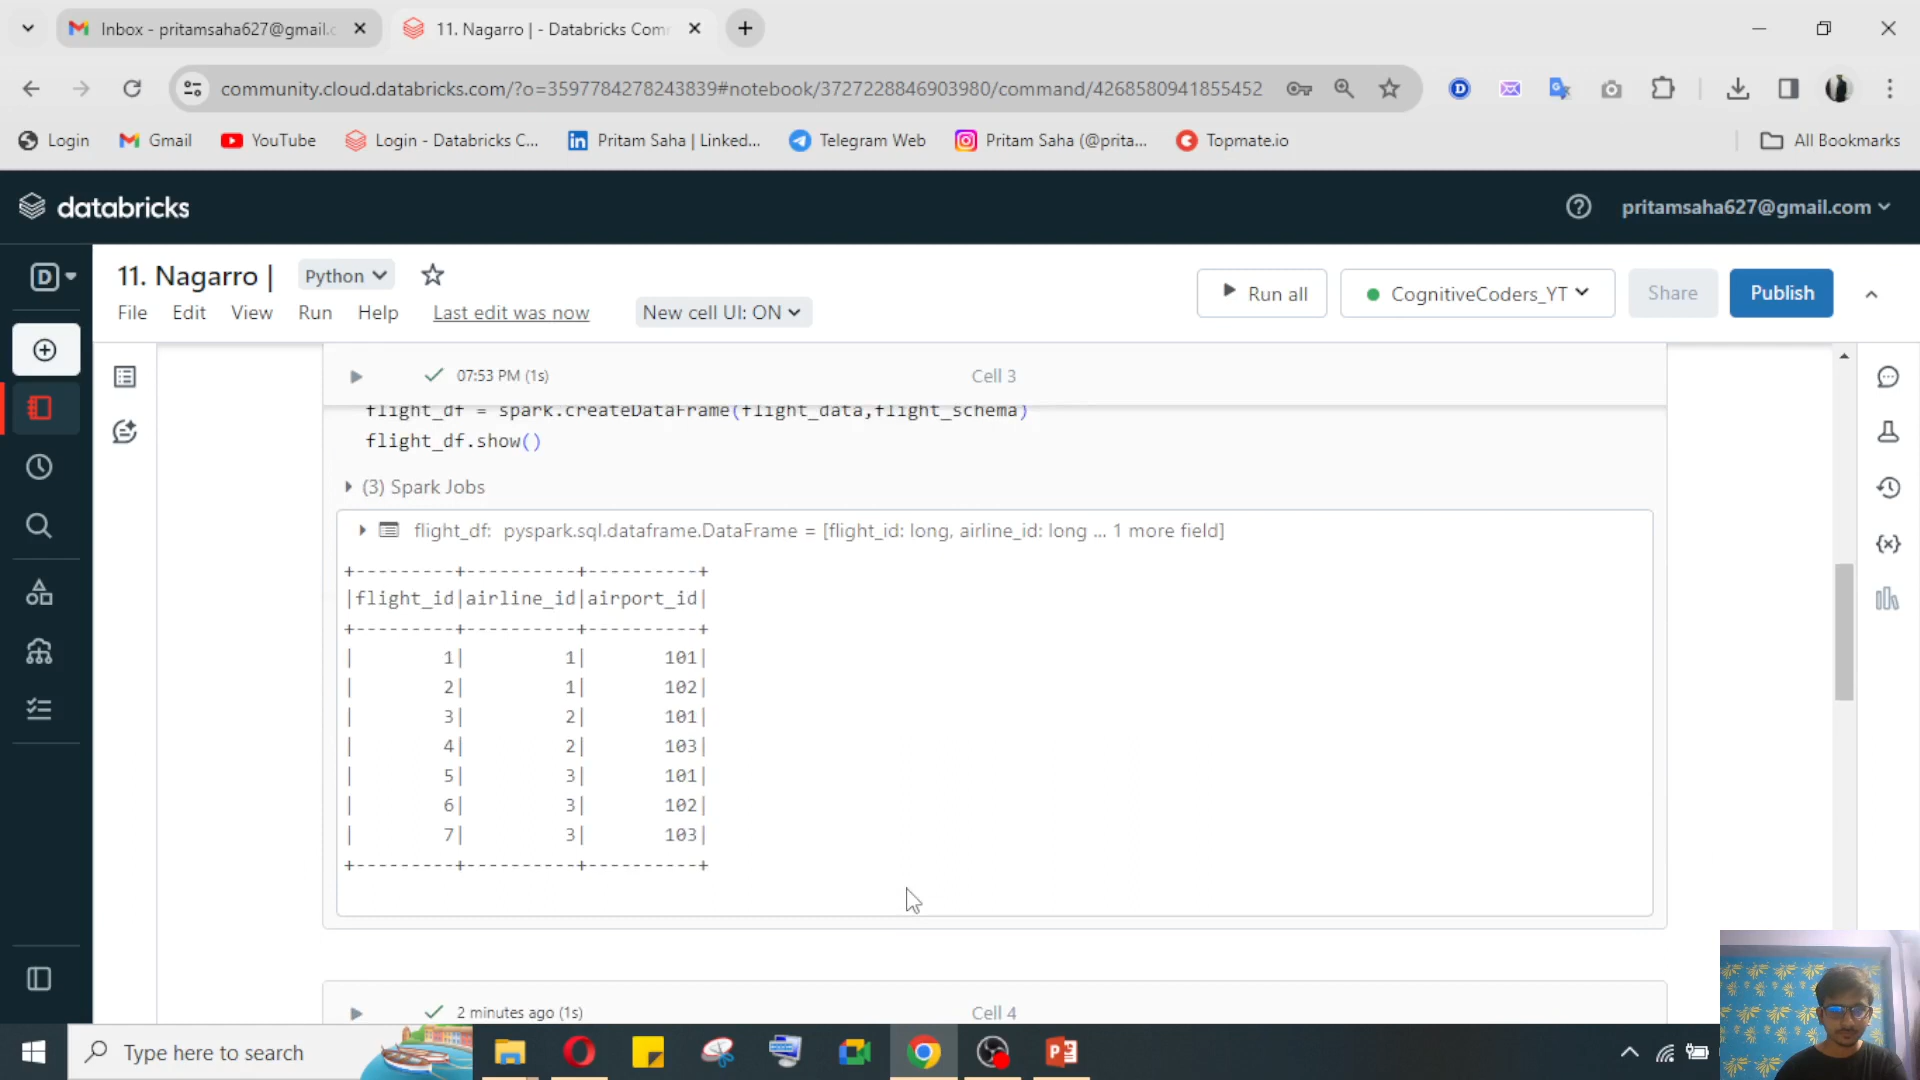 Inbox - pritamsaha627@gmail.c
11. Nagarro | - Databricks Com
community.cloud.databricks.com/?o=3597784278243839#notebook/3727228846903980/command/4268580941855452
Login
Gmail
YouTube
Login - Databricks C...
Pritam Saha | Linked...
Telegram Web
Pritam Saha (@prita...
Topmate.io
All Bookmarks
databricks
pritamsaha627@gmail.com
D
11. Nagarro |
Python
Run all
CognitiveCoders_YT
Share
Publish
File Edit View Run Help
Last edit was now
New cell UI: ON
07:53 PM (1s)
Cell 3
flight_df = spark.createDataFrame(flight_data,flight_schema)
flight_df.show()
(3) Spark Jobs
flight_df: pyspark.sql.dataframe.DataFrame = [flight_id: long, airline_id: long ... 1 more field]
+---------+----------+----------+
|flight_id|airline_id|airport_id|
+---------+----------+----------+
|        1|         1|       101|
|        2|         1|       102|
|        3|         2|       101|
|        4|         2|       103|
|        5|         3|       101|
|        6|         3|       102|
|        7|         3|       103|
+---------+----------+----------+
2 minutes ago (1s)
Cell 4
Type here to search